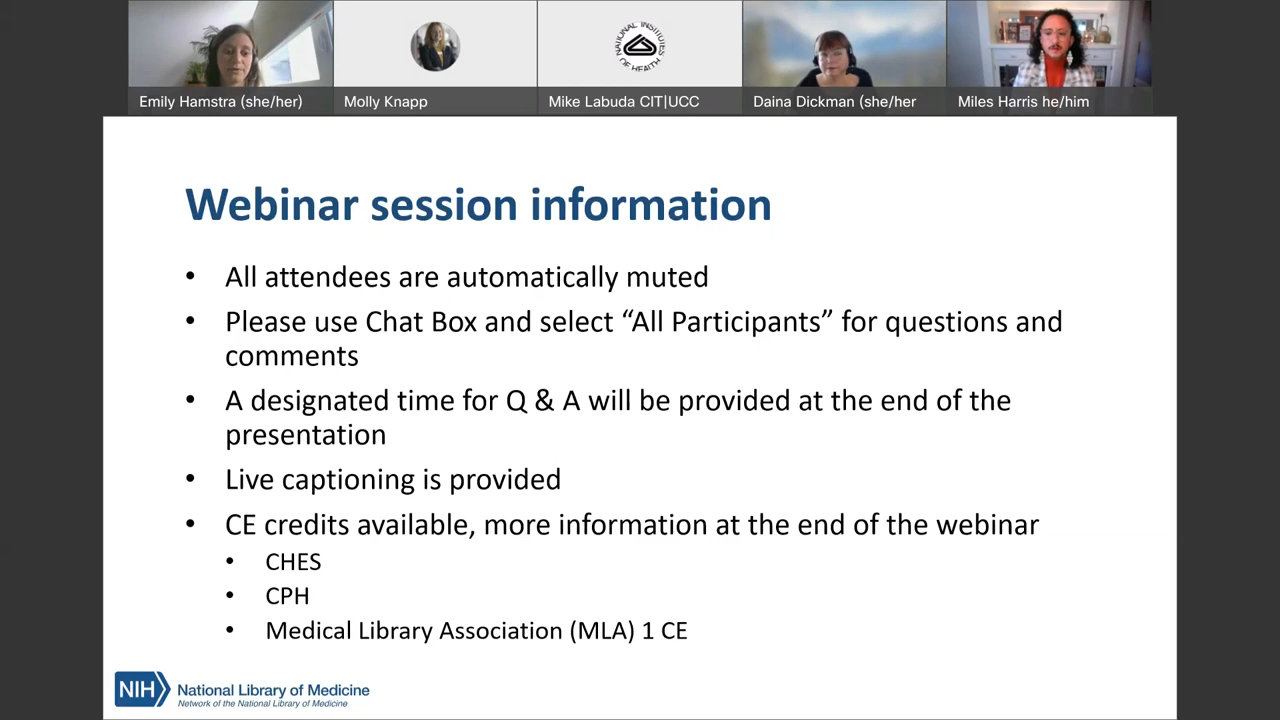 NATIONAL INSTITUTES OF HEALTH
Emily Hamstra (she/her)
Molly Knapp
Mike Labuda CIT|UCC
Daina Dickman (she/her
Miles Harris he/him
Webinar session information
• All attendees are automatically muted
• Please use Chat Box and select “All Participants” for questions and
comments
• A designated time for Q & A will be provided at the end of the
presentation
• Live captioning is provided
• CE credits available, more information at the end of the webinar
• CHES
• CPH
• Medical Library Association (MLA) 1 CE
NIH National Library of Medicine
Network of the National Library of Medicine